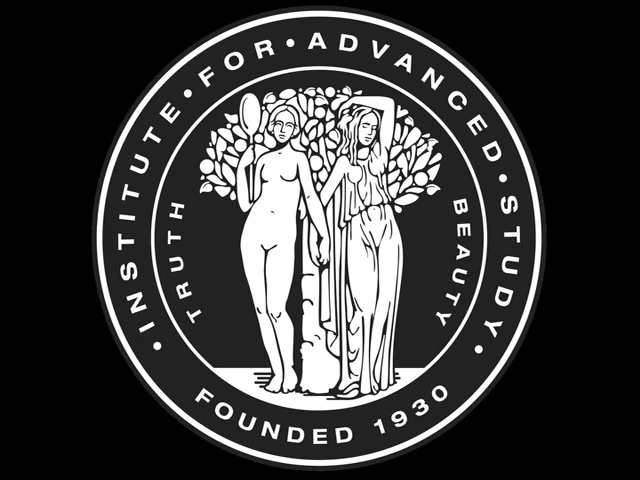 INSTITUTE • FOR • ADVANCED • STUDY •
TRUTH
BEAUTY
FOUNDED 1930